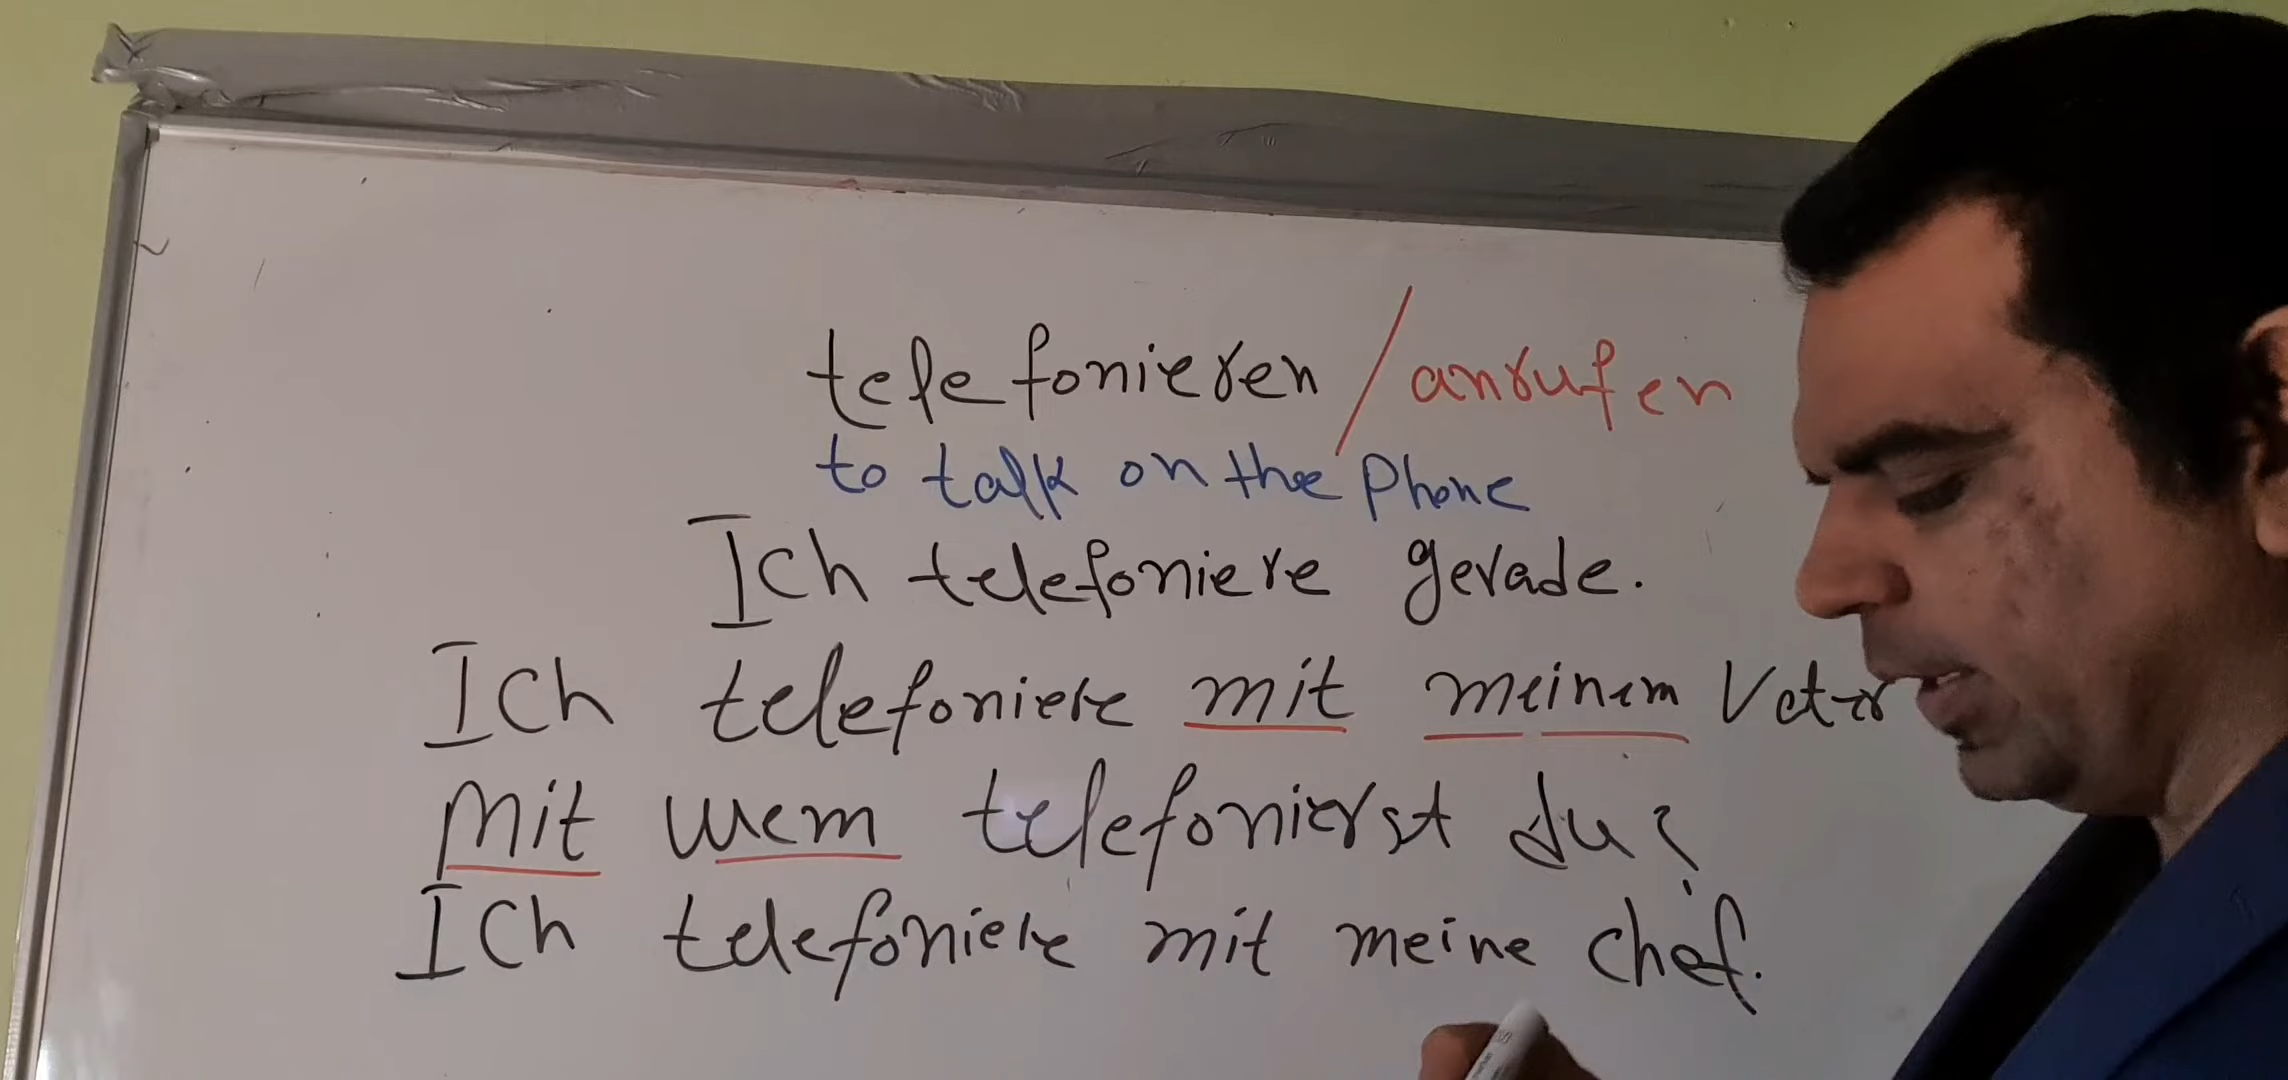 telefonieren / anrufen
to talk on the Phone
Ich telefoniere gerade.
Ich telefoniere mit meinem Vater
Mit wem telefonierst du?
Ich telefoniere mit meine chef.